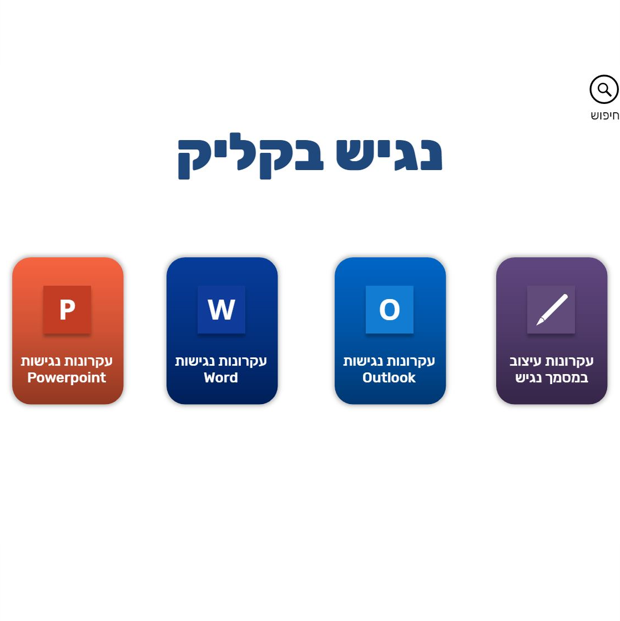 חיפוש
נגיש בקליק
עקרונות עיצוב
במסמך נגיש
O
עקרונות נגישות
Outlook
W
עקרונות נגישות
Word
P
עקרונות נגישות
Powerpoint